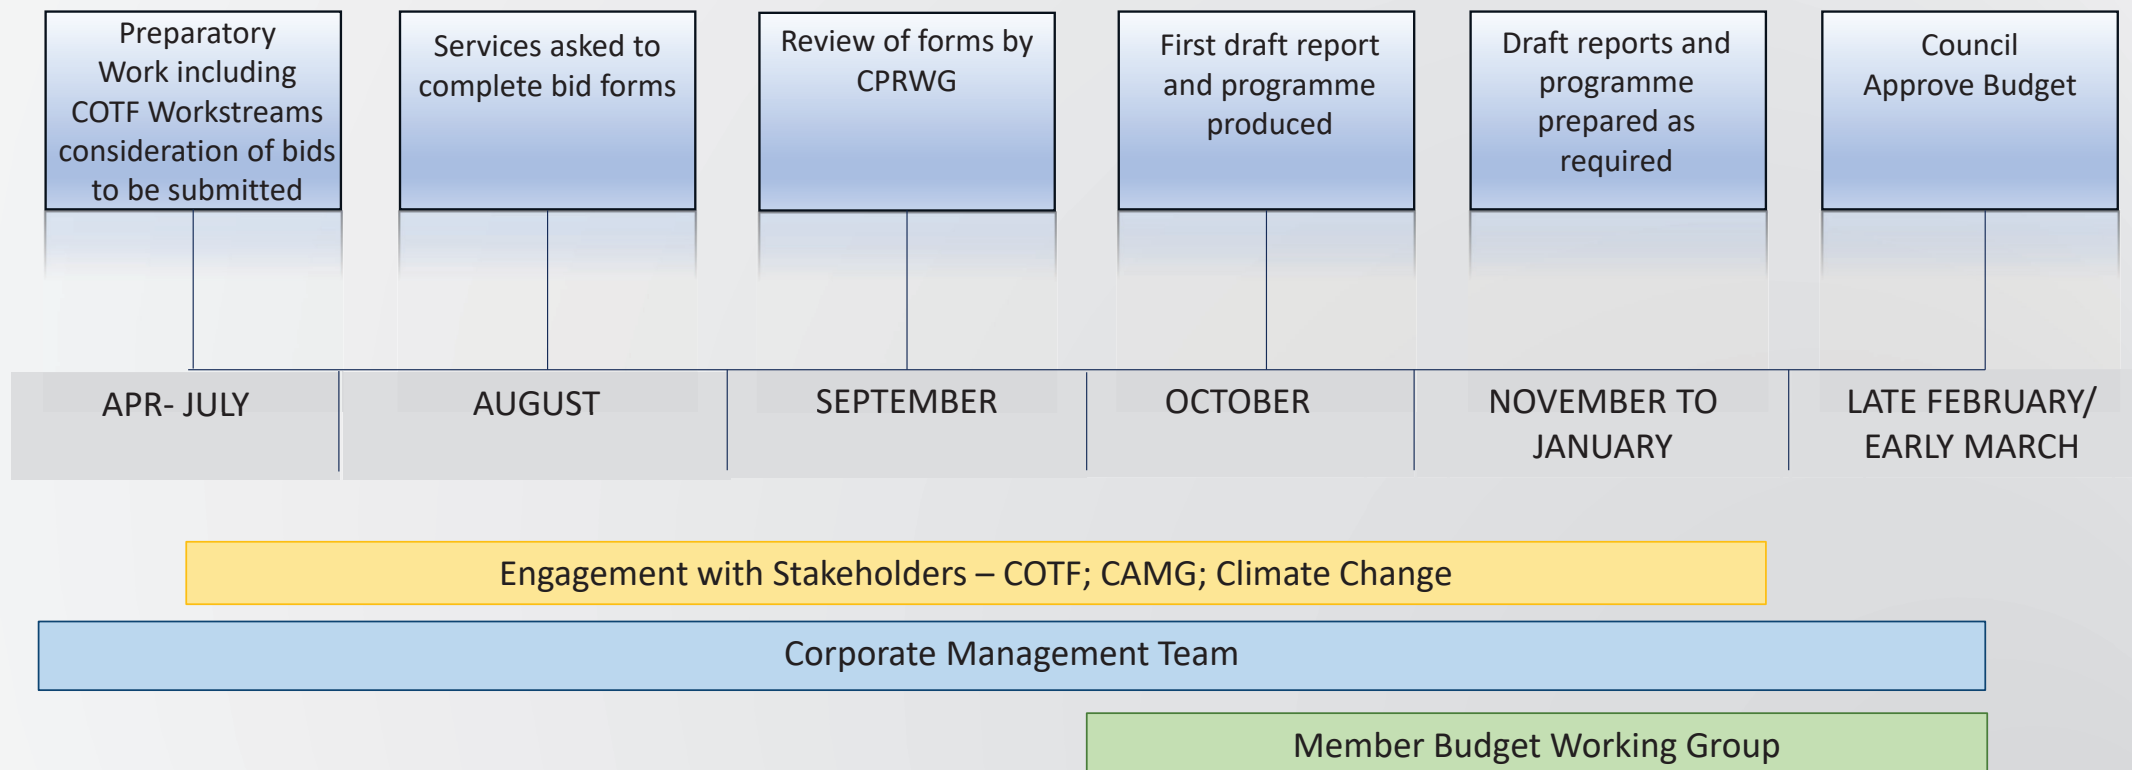 Preparatory
Work including
COTF Workstreams
consideration of bids
to be submitted
Services asked to
complete bid forms
Review of forms by
CPRWG
First draft report
and programme
produced
Draft reports and
programme
prepared as
required
Council
Approve Budget
APR- JULY
AUGUST
SEPTEMBER
OCTOBER
NOVEMBER TO
JANUARY
LATE FEBRUARY/
EARLY MARCH
Engagement with Stakeholders – COTF; CAMG; Climate Change
Corporate Management Team
Member Budget Working Group